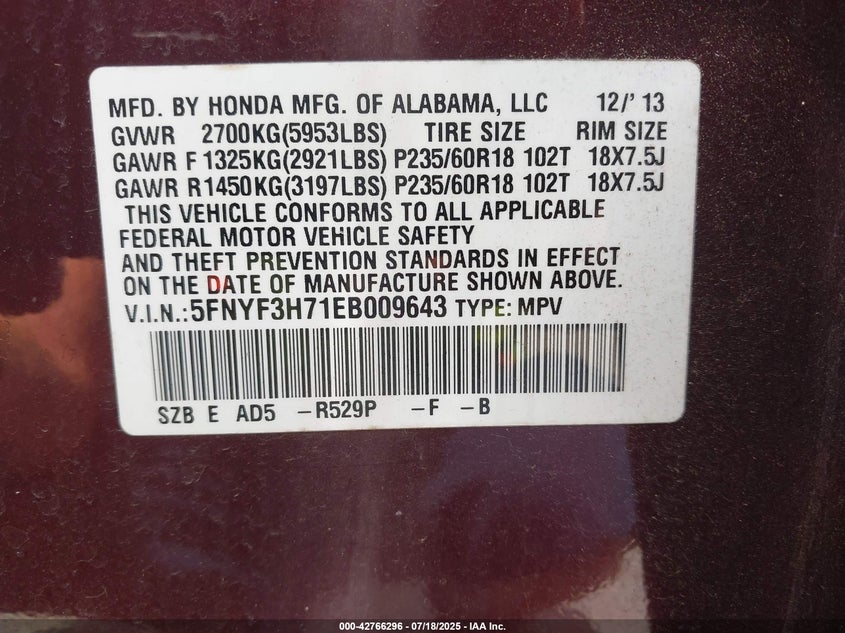 MFD. BY HONDA MFG. OF ALABAMA, LLC 12/'13
GVWR 2700KG(5953LBS) TIRE SIZE RIM SIZE
GAWR F 1325KG(2921LBS) P235/60R18 102T 18X7.5J
GAWR R1450KG(3197LBS) P235/60R18 102T 18X7.5J
THIS VEHICLE CONFORMS TO ALL APPLICABLE
FEDERAL MOTOR VEHICLE SAFETY
AND THEFT PREVENTION STANDARDS IN EFFECT
ON THE DATE OF MANUFACTURE SHOWN ABOVE.
V.I.N.:5FNYF3H71EB009643 TYPE: MPV
SZB E AD5 -R529P -F -B
000-42766296 - 07/18/2025 - IAA Inc.